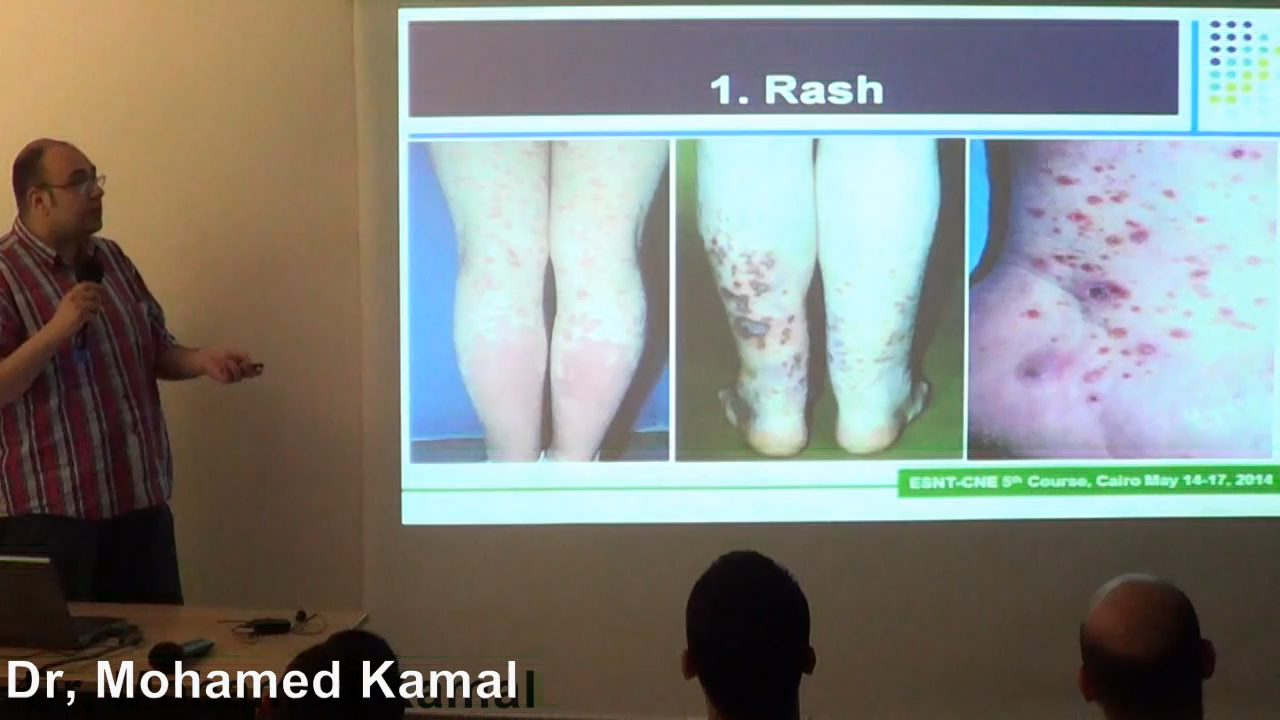 1. Rash
ESNT-CNE 5th Course, Cairo May 14-17, 2014
Dr, Mohamed Kamal